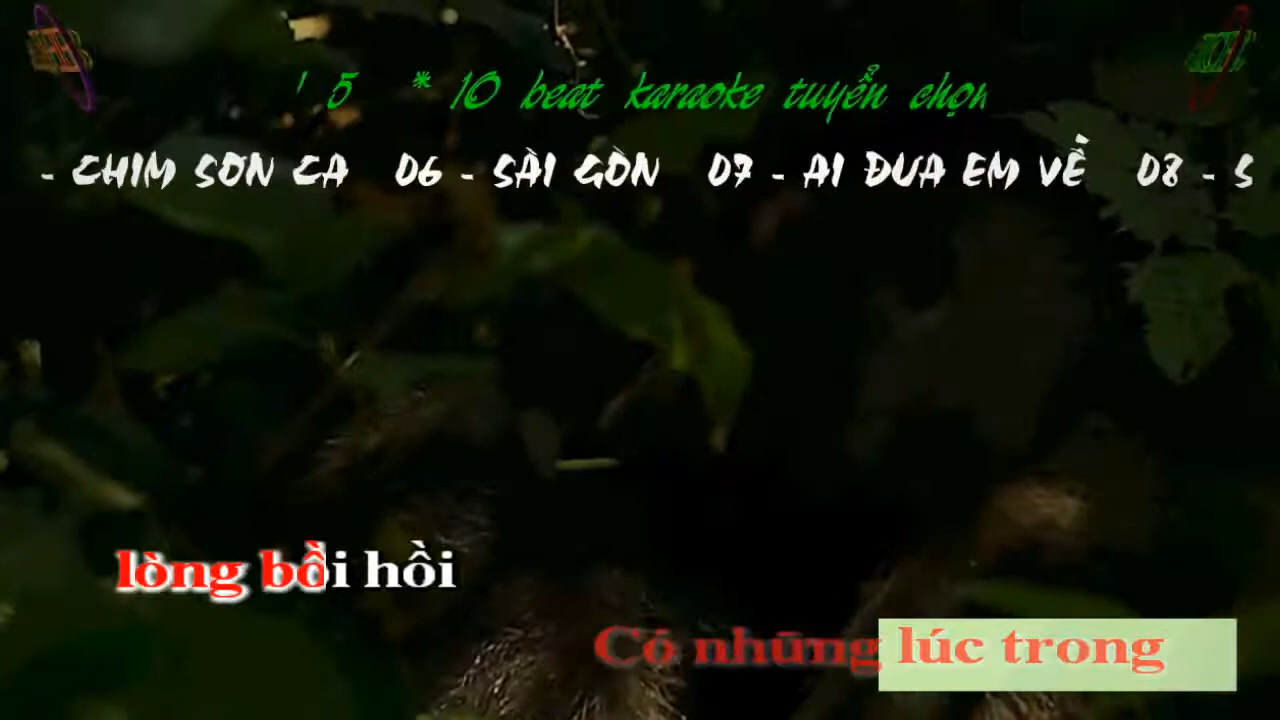 5 * 10 beat karaoke tuyển chọn
- CHIM SƠN CA 06 - SÀI GÒN 07 - AI ĐƯA EM VỀ 08 - S
lòng bồi hồi
Có những lúc trong